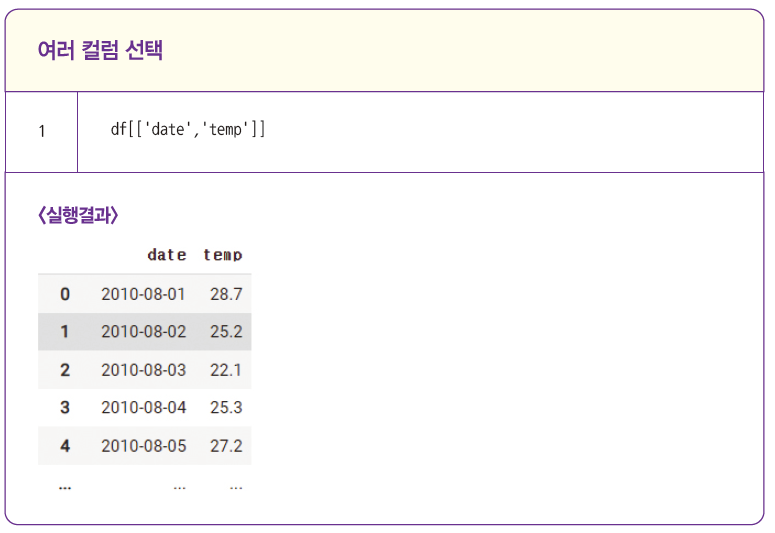 여러 컬럼 선택
1 df[['date','temp']]
<실행결과>
date temp
0 2010-08-01 28.7
1 2010-08-02 25.2
2 2010-08-03 22.1
3 2010-08-04 25.3
4 2010-08-05 27.2
... ... ...